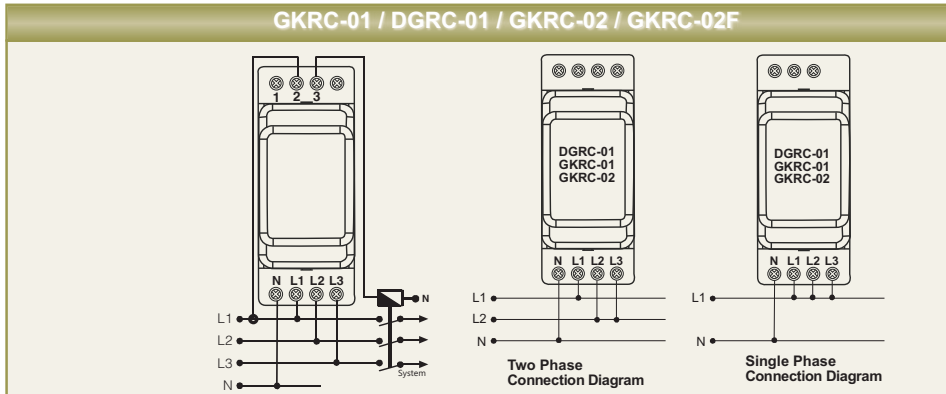 GKRC-01 / DGRC-01 / GKRC-02 / GKRC-02F
1 2 3
N L1 L2 L3
N
L1
L2
L3
N
System
DGRC-01
GKRC-01
GKRC-02
N L1 L2 L3
L1
L2
N
Two Phase
Connection Diagram
DGRC-01
GKRC-01
GKRC-02
N L1 L2 L3
L1
N
Single Phase
Connection Diagram